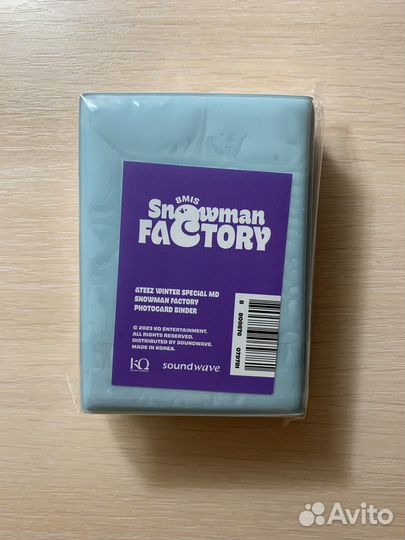 8MIS
Snowman
FACTORY
ATEEZ WINTER SPECIAL MD
SNOWMAN FACTORY
PHOTOCARD BINDER
© 2023 KQ ENTERTAINMENT.
ALL RIGHTS RESERVED.
DISTRIBUTED BY SOUNDWAVE.
MADE IN KOREA.
KQ
soundwave
Avito